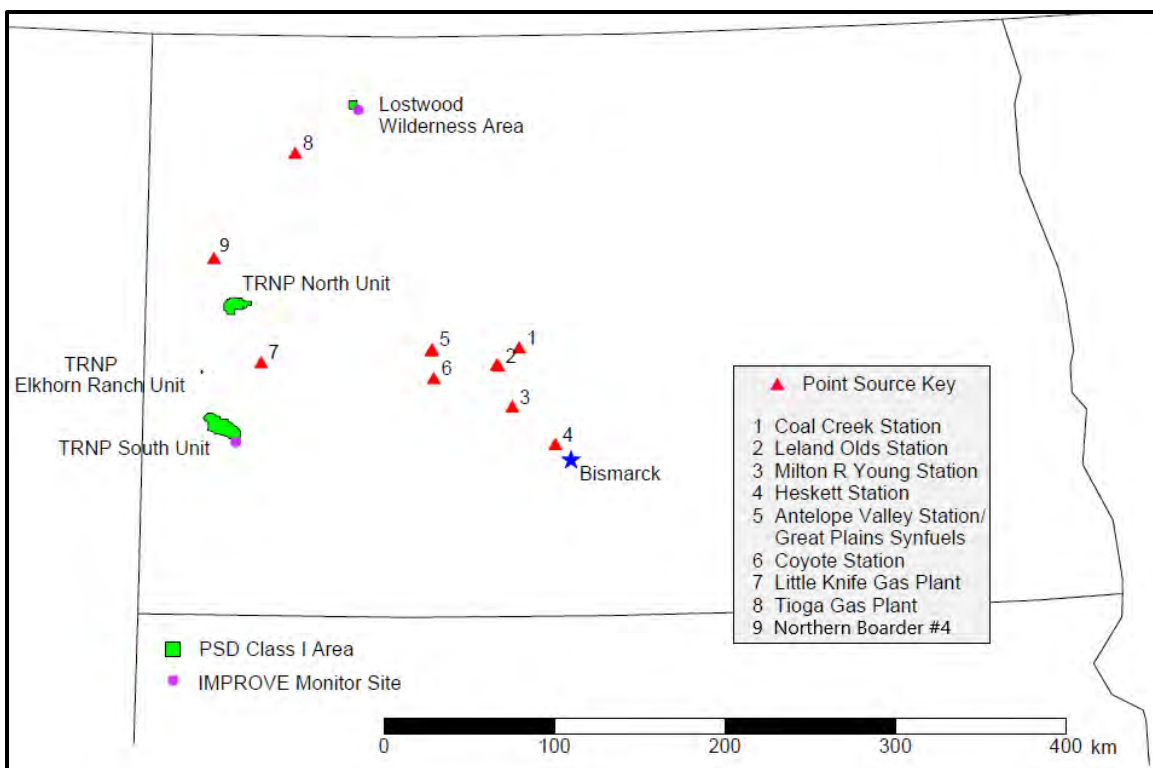 Lostwood
Wilderness Area
8
9
TRNP North Unit
TRNP
Elkhorn Ranch Unit
7
5
6
1
2
3
4
TRNP South Unit
Bismarck
Point Source Key
1 Coal Creek Station
2 Leland Olds Station
3 Milton R Young Station
4 Heskett Station
5 Antelope Valley Station/
Great Plains Synfuels
6 Coyote Station
7 Little Knife Gas Plant
8 Tioga Gas Plant
9 Northern Boarder #4
PSD Class I Area
IMPROVE Monitor Site
0 100 200 300 400 km